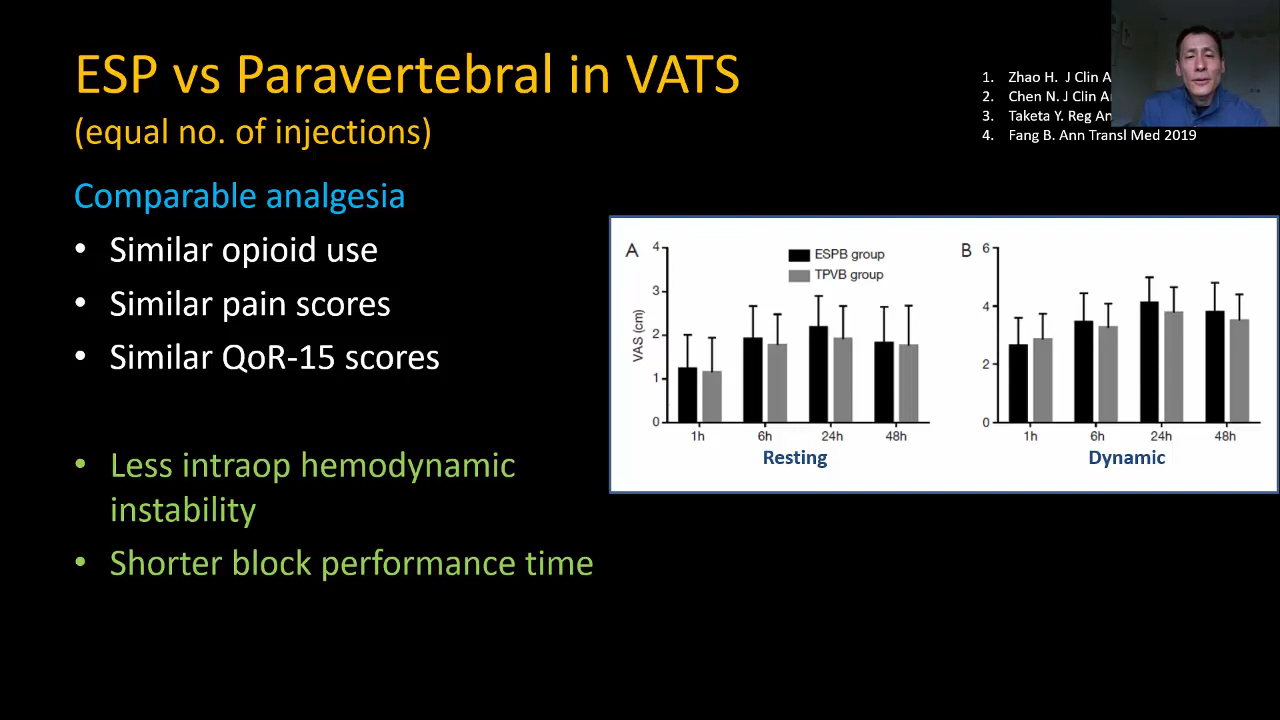 ESP vs Paravertebral in VATS
(equal no. of injections)
1. Zhao H. J Clin
2. Chen N. J Clin
3. Taketa Y. Reg
4. Fang B. Ann Transl Med 2019
Comparable analgesia
• Similar opioid use
• Similar pain scores
• Similar QoR-15 scores
• Less intraop hemodynamic
instability
• Shorter block performance time
A
4
3
2
1
0
VAS (cm)
ESPB group
TPVB group
1h 6h 24h 48h
Resting
B
6
4
2
0
1h 6h 24h 48h
Dynamic